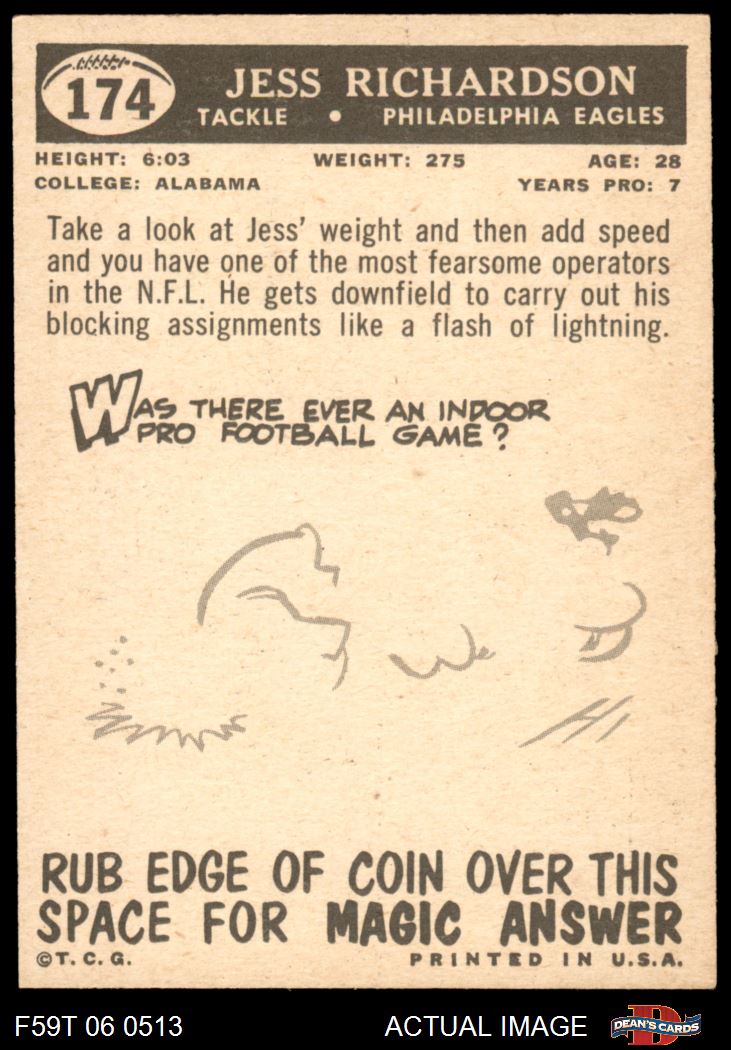 174
JESS RICHARDSON
TACKLE • PHILADELPHIA EAGLES
HEIGHT: 6:03 WEIGHT: 275 AGE: 28
COLLEGE: ALABAMA YEARS PRO: 7
Take a look at Jess' weight and then add speed
and you have one of the most fearsome operators
in the N.F.L. He gets downfield to carry out his
blocking assignments like a flash of lightning.
WAS THERE EVER AN INDOOR
PRO FOOTBALL GAME?
RUB EDGE OF COIN OVER THIS
SPACE FOR MAGIC ANSWER
©T.C.G. PRINTED IN U.S.A.
F59T 06 0513 ACTUAL IMAGE DEAN'S CARDS